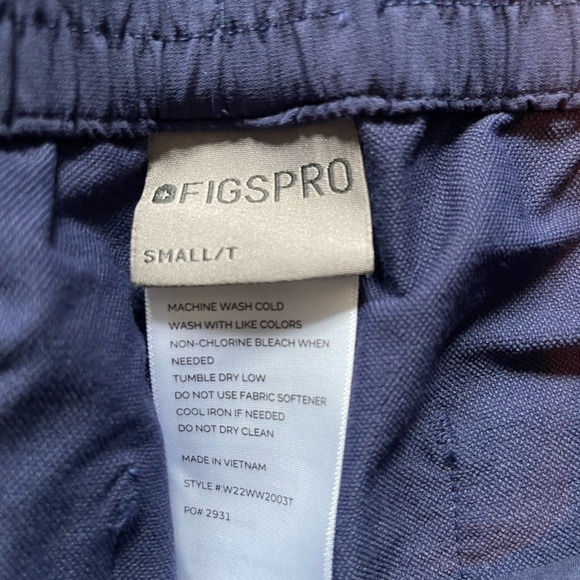 FIGSPRO
SMALL/T
MACHINE WASH COLD
WASH WITH LIKE COLORS
NON-CHLORINE BLEACH WHEN
NEEDED
TUMBLE DRY LOW
DO NOT USE FABRIC SOFTENER
COOL IRON IF NEEDED
DO NOT DRY CLEAN
MADE IN VIETNAM
STYLE #:W22WW2003T
PO# 2931